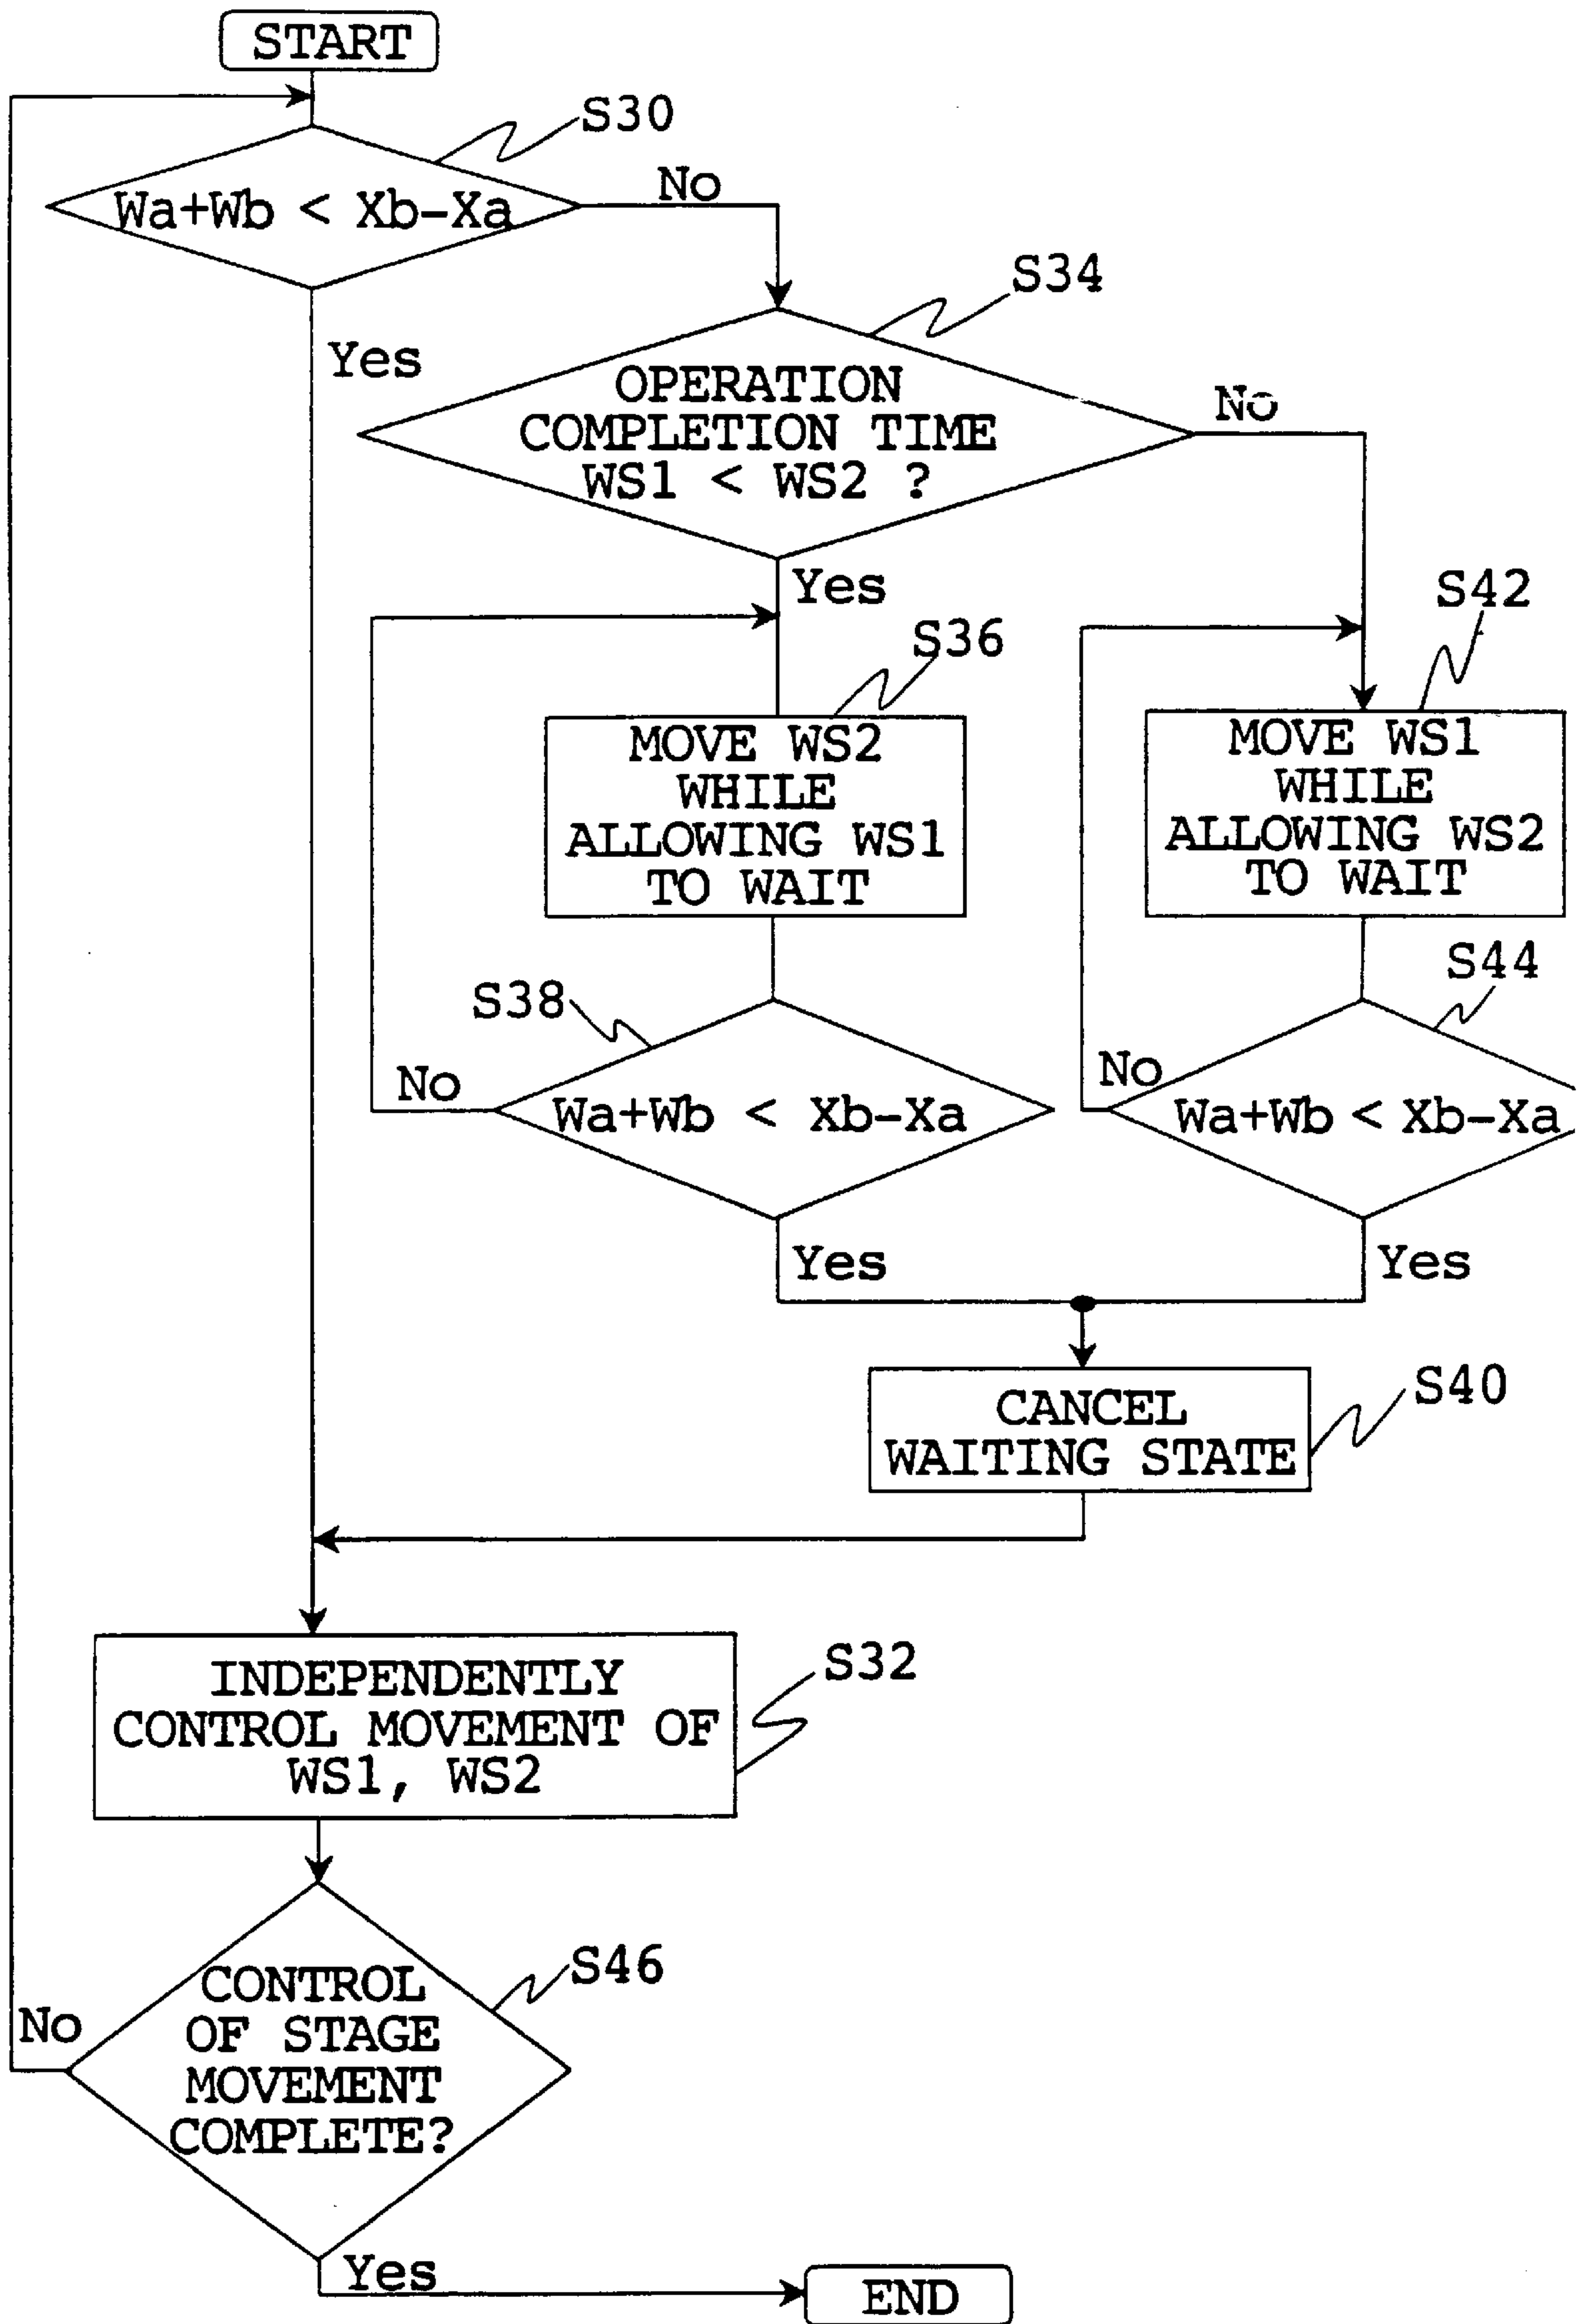 START
S30
Wa+Wb < Xb-Xa
No
Yes
S34
OPERATION
COMPLETION TIME
WS1 < WS2 ?
No
Yes
S36
MOVE WS2
WHILE
ALLOWING WS1
TO WAIT
S42
MOVE WS1
WHILE
ALLOWING WS2
TO WAIT
S38
Wa+Wb < Xb-Xa
No
Yes
S44
Wa+Wb < Xb-Xa
No
Yes
S40
CANCEL
WAITING STATE
S32
INDEPENDENTLY
CONTROL MOVEMENT OF
WS1, WS2
S46
CONTROL
OF STAGE
MOVEMENT
COMPLETE?
No
Yes
END